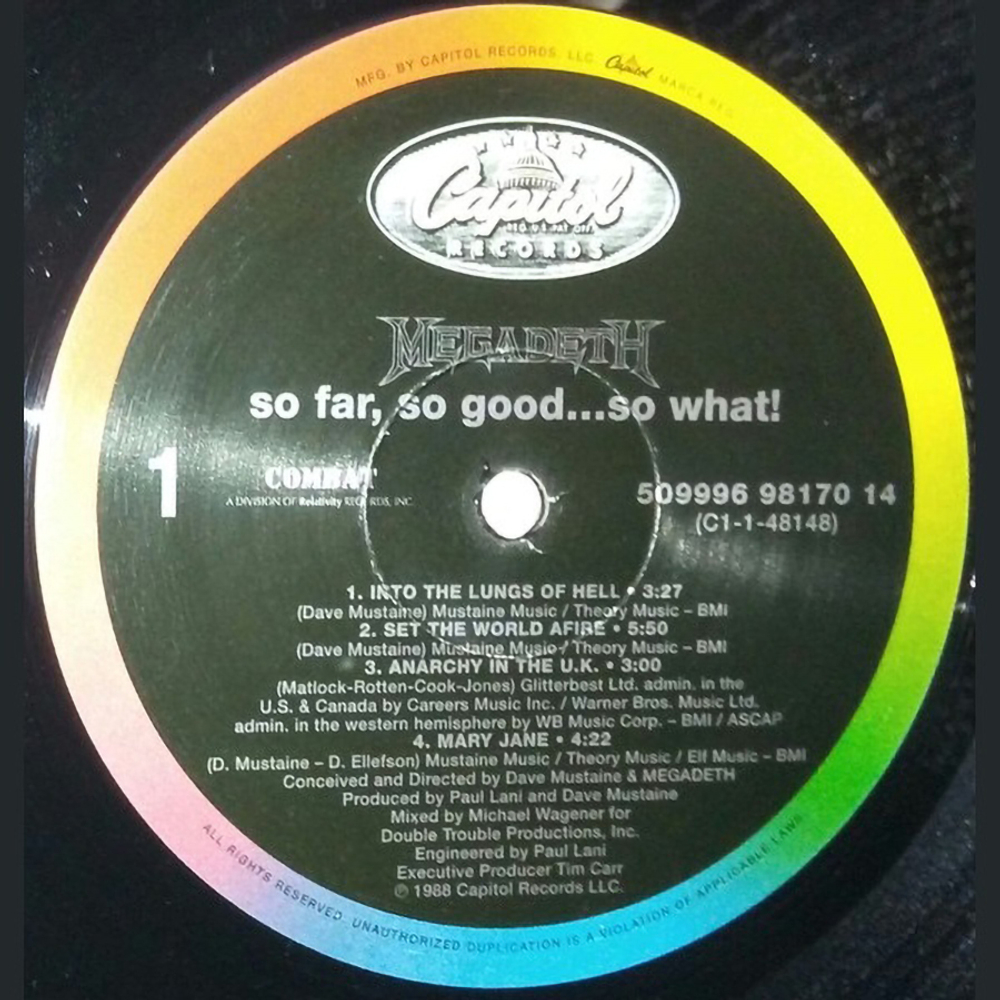 MFG. BY CAPITOL RECORDS, LLC. Capitol MARCA REG.
Capitol
REG. U.S. PAT. OFF.
RECORDS
MEGADETH
so far, so good...so what!
1
COMBAT
A DIVISION OF Relativity RECORDS, INC.
509996 98170 14
(C1-1-48148)
1. INTO THE LUNGS OF HELL • 3:27
(Dave Mustaine) Mustaine Music / Theory Music – BMI
2. SET THE WORLD AFIRE • 5:50
(Dave Mustaine) Mustaine Music / Theory Music – BMI
3. ANARCHY IN THE U.K. • 3:00
(Matlock-Rotten-Cook-Jones) Glitterbest Ltd. admin. in the
U.S. & Canada by Careers Music Inc. / Warner Bros. Music Ltd.
admin. in the western hemisphere by WB Music Corp. – BMI / ASCAP
4. MARY JANE • 4:22
(D. Mustaine – D. Ellefson) Mustaine Music / Theory Music / Elf Music – BMI
Conceived and Directed by Dave Mustaine & MEGADETH
Produced by Paul Lani and Dave Mustaine
Mixed by Michael Wagener for
Double Trouble Productions, Inc.
Engineered by Paul Lani
Executive Producer Tim Carr
℗ 1988 Capitol Records LLC.
ALL RIGHTS RESERVED. UNAUTHORIZED DUPLICATION IS A VIOLATION OF APPLICABLE LAWS